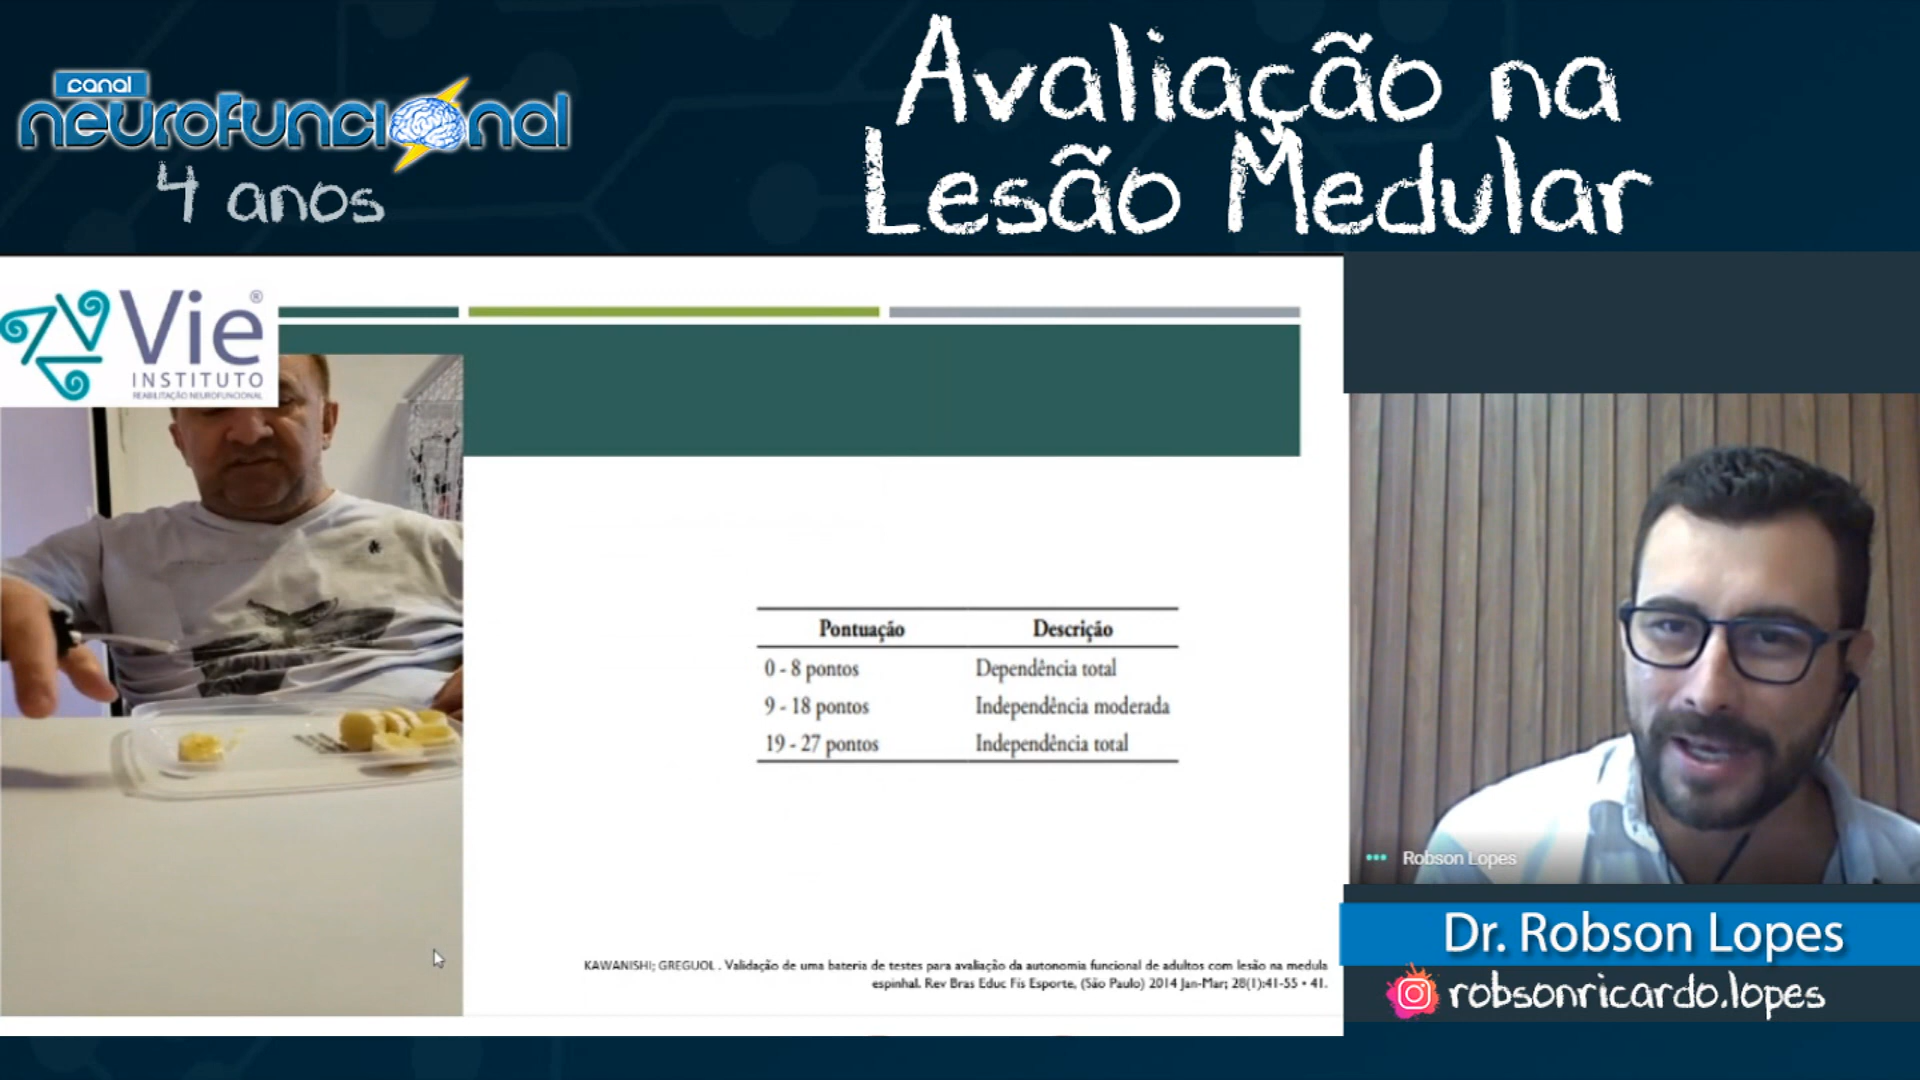 canal
neurofuncional
4 anos
Avaliação na
Lesão Medular
Vie®
INSTITUTO
REABILITAÇÃO NEUROFUNCIONAL
Pontuação Descrição
0 - 8 pontos Dependência total
9 - 18 pontos Independência moderada
19 - 27 pontos Independência total
KAWANISHI; GREGUOL . Validação de uma bateria de testes para avaliação da autonomia funcional de adultos com lesão na medula
espinhal. Rev Bras Educ Fis Esporte, (São Paulo) 2014 Jan-Mar; 28(1):41-55 • 41.
Robson Lopes
Dr. Robson Lopes
robsonricardo.lopes